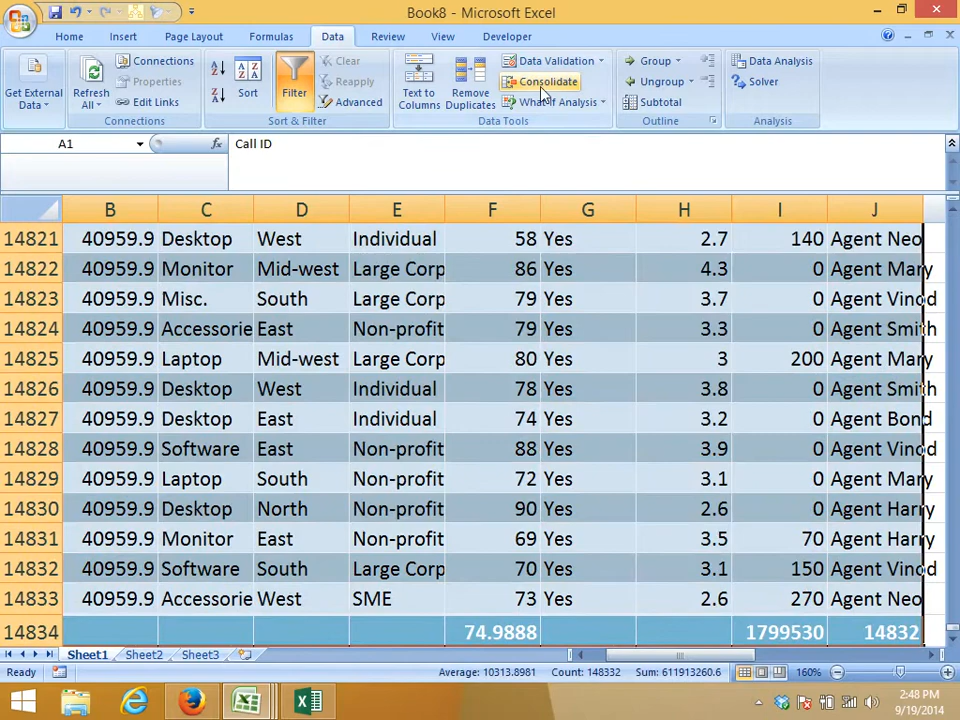 Book8 - Microsoft Excel
Home Insert Page Layout Formulas Data Review View Developer
Get External Data
Refresh All
Connections
Properties
Edit Links
Connections
Sort
Filter
Clear
Reapply
Advanced
Sort & Filter
Text to Columns
Remove Duplicates
Data Validation
Consolidate
What-If Analysis
Data Tools
Group
Ungroup
Subtotal
Outline
Data Analysis
Solver
Analysis
A1 fx Call ID
B C D E F G H I J
14821 40959.9 Desktop West Individual 58 Yes 2.7 140 Agent Neo
14822 40959.9 Monitor Mid-west Large Corp 86 Yes 4.3 0 Agent Mary
14823 40959.9 Misc. South Large Corp 79 Yes 3.7 0 Agent Vinod
14824 40959.9 Accessorie East Non-profit 79 Yes 3.3 0 Agent Smith
14825 40959.9 Laptop Mid-west Large Corp 80 Yes 3 200 Agent Mary
14826 40959.9 Desktop West Individual 78 Yes 3.8 0 Agent Smith
14827 40959.9 Desktop East Individual 74 Yes 3.2 0 Agent Bond
14828 40959.9 Software East Non-profit 88 Yes 3.9 0 Agent Vinod
14829 40959.9 Laptop South Non-profit 72 Yes 3.1 0 Agent Mary
14830 40959.9 Desktop North Non-profit 90 Yes 2.6 0 Agent Harry
14831 40959.9 Monitor East Non-profit 69 Yes 3.5 70 Agent Harry
14832 40959.9 Software South Large Corp 70 Yes 3.1 150 Agent Vinod
14833 40959.9 Accessorie West SME 73 Yes 2.6 270 Agent Neo
14834 74.9888 1799530 14832
Sheet1 Sheet2 Sheet3
Ready Average: 10313.8981 Count: 148332 Sum: 611913260.6 160%
2:48 PM
9/19/2014